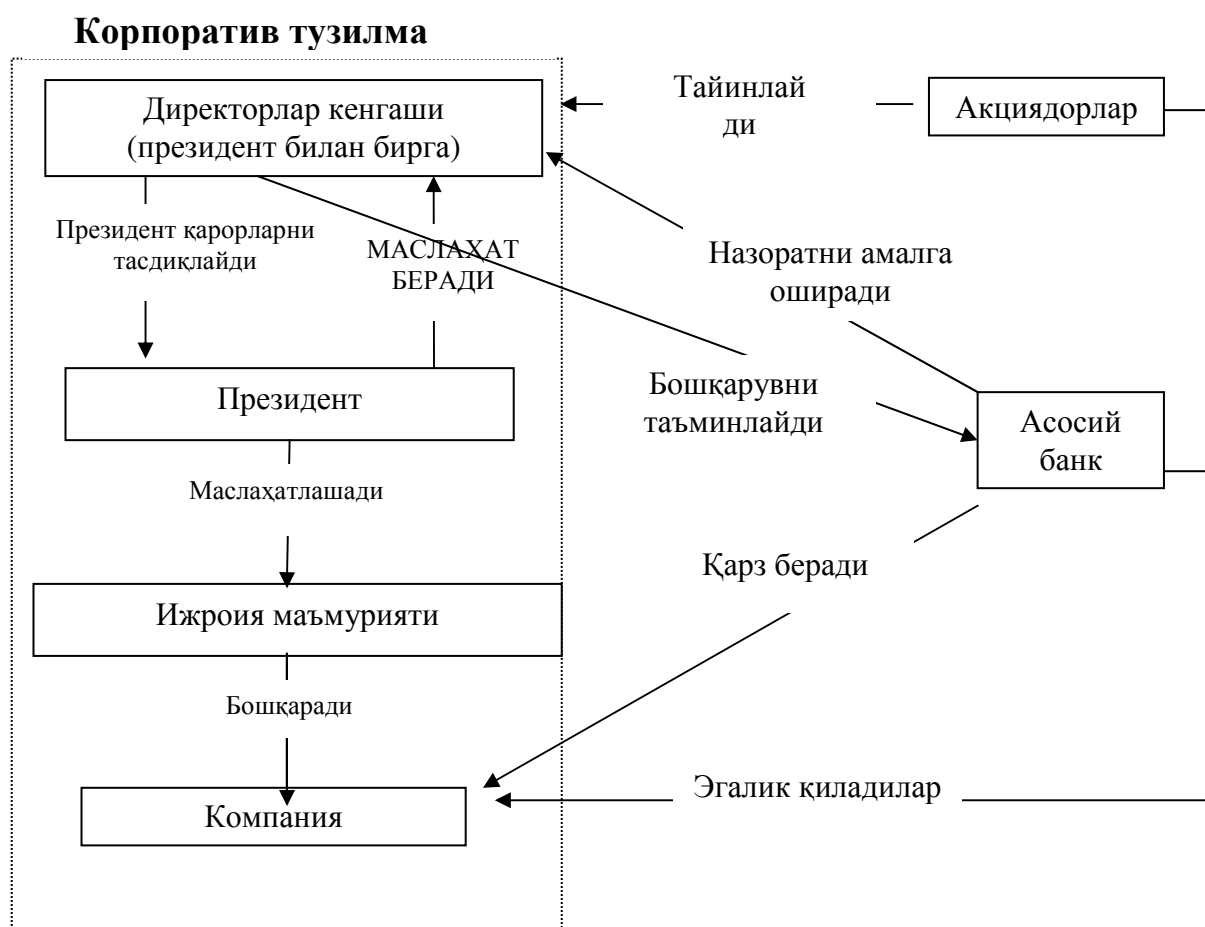 Корпоратив тузилма
Директорлар кенгаши
(президент билан бирга)
Тайинлай
ди
Акциядорлар
Президент қарорларни
тасдиқлайди
МАСЛАҲАТ
БЕРАДИ
Назоратни амалга
оширади
Президент
Бошқарувни
таъминлайди
Асосий
банк
Маслаҳатлашади
Қарз беради
Ижроия маъмурияти
Бошқаради
Эгалик қиладилар
Компания